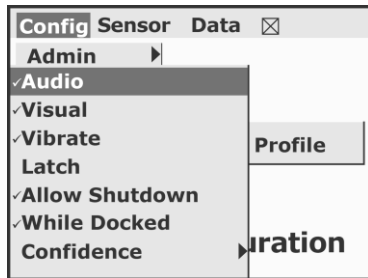 Config Sensor Data
Admin
✓Audio
✓Visual
✓Vibrate
Profile
Latch
✓Allow Shutdown
✓While Docked
Confidence
uration